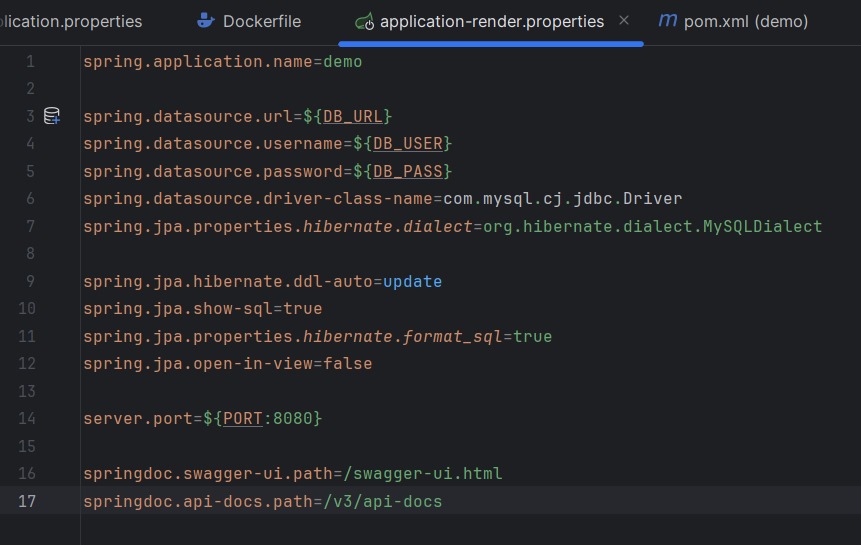 lication.properties Dockerfile application-render.properties pom.xml (demo)
1 spring.application.name=demo
2
3 spring.datasource.url=${DB_URL}
4 spring.datasource.username=${DB_USER}
5 spring.datasource.password=${DB_PASS}
6 spring.datasource.driver-class-name=com.mysql.cj.jdbc.Driver
7 spring.jpa.properties.hibernate.dialect=org.hibernate.dialect.MySQLDialect
8
9 spring.jpa.hibernate.ddl-auto=update
10 spring.jpa.show-sql=true
11 spring.jpa.properties.hibernate.format_sql=true
12 spring.jpa.open-in-view=false
13
14 server.port=${PORT:8080}
15
16 springdoc.swagger-ui.path=/swagger-ui.html
17 springdoc.api-docs.path=/v3/api-docs